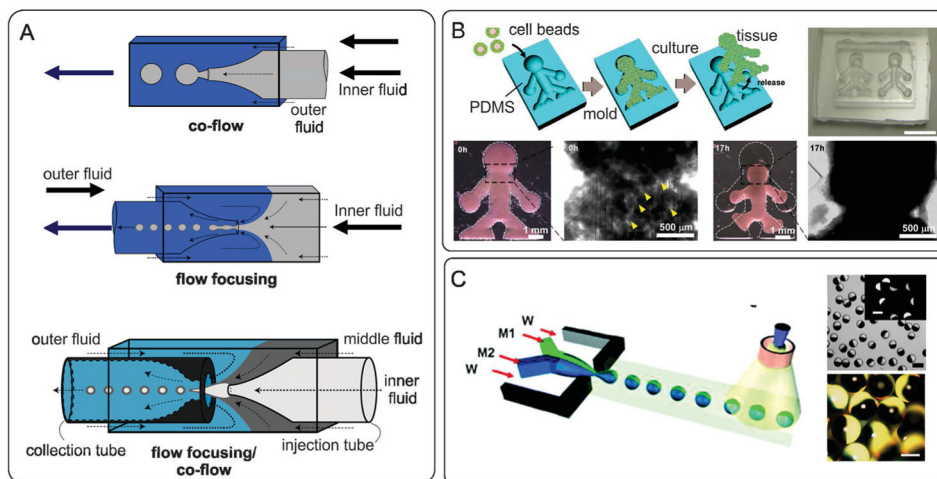 A
Inner fluid
outer
fluid
co-flow
outer fluid
Inner fluid
flow focusing
outer fluid
middle fluid
inner
fluid
collection tube
injection tube
flow focusing/
co-flow
B
cell beads
culture
tissue
release
PDMS
mold
0h
1 mm
0h
500 µm
17h
1 mm
17h
500 µm
C
W
M1
M2
W